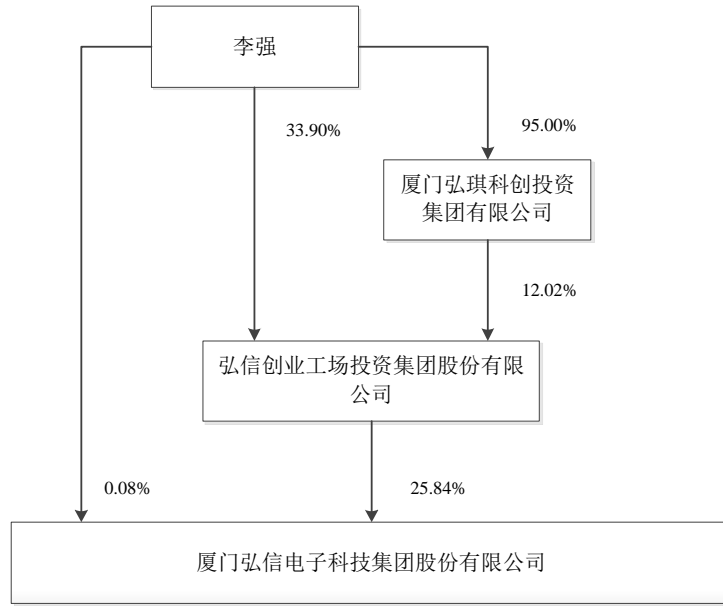 李强
33.90%
95.00%
厦门弘琪科创投资
集团有限公司
12.02%
弘信创业工场投资集团股份有限
公司
0.08%
25.84%
厦门弘信电子科技集团股份有限公司